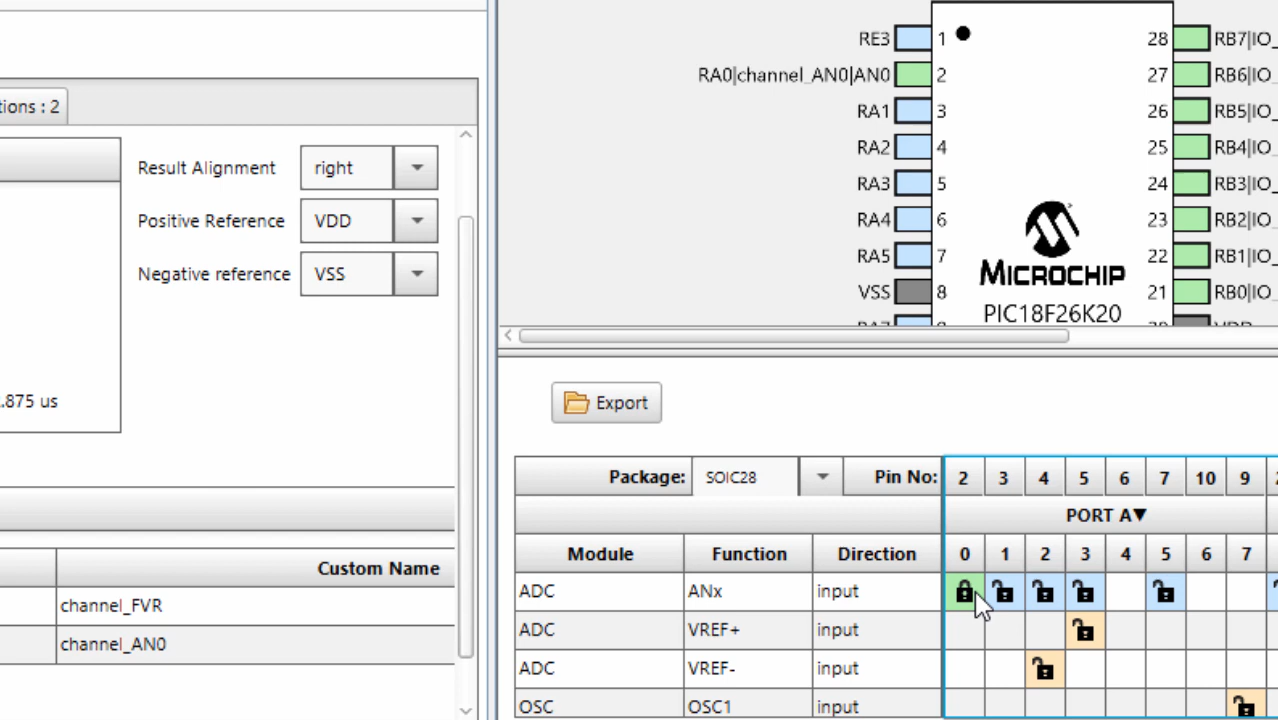 tions : 2
Result Alignment right
Positive Reference VDD
Negative reference VSS
.875 us
Custom Name
channel_FVR
channel_AN0
RE3 1 28 RB7|IO_
RA0|channel_AN0|AN0 2 27 RB6|IO_
RA1 3 26 RB5|IO_
RA2 4 25 RB4|IO_
RA3 5 24 RB3|IO_
RA4 6 23 RB2|IO_
RA5 7 22 RB1|IO_
VSS 8 21 RB0|IO_
MICROCHIP
PIC18F26K20
Export
Package: SOIC28 Pin No: 2 3 4 5 6 7 10 9
PORT A▼
Module Function Direction 0 1 2 3 4 5 6 7
ADC ANx input
ADC VREF+ input
ADC VREF- input
OSC OSC1 input